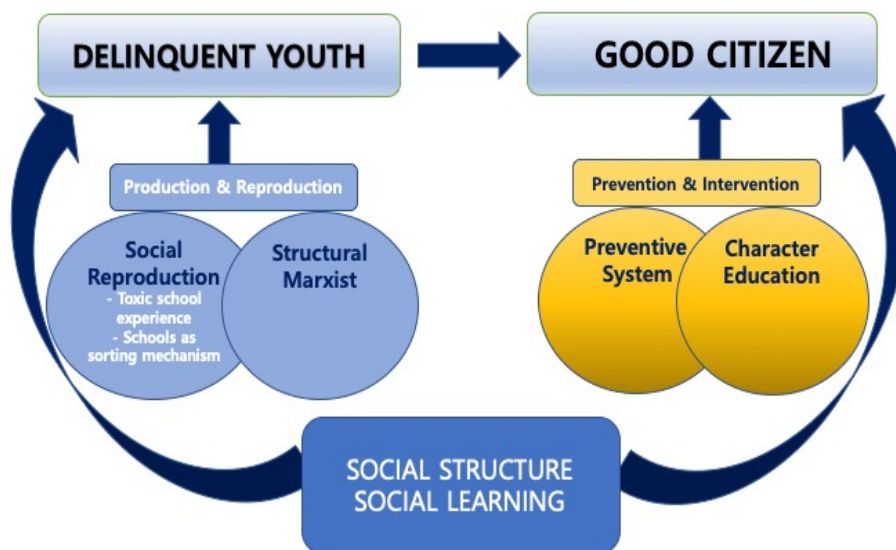 DELINQUENT YOUTH
GOOD CITIZEN
Production & Reproduction
Prevention & Intervention
Social
Reproduction
- Toxic school
experience
- Schools as
sorting mechanism
Structural
Marxist
Preventive
System
Character
Education
SOCIAL STRUCTURE
SOCIAL LEARNING